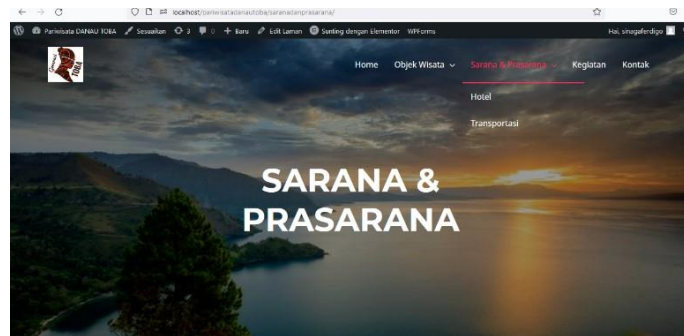 localhost/pariwisatadanautoba/saranadanprasarana/
Pariwisata DANAU TOBA Sesuaikan 3 0 Baru Edit Laman Sunting dengan Elementor WPForms Hai, sinagaferdigo
TOBA
Home Objek Wisata Sarana & Prasarana Kegiatan Kontak
Hotel
Transportasi
SARANA &
PRASARANA